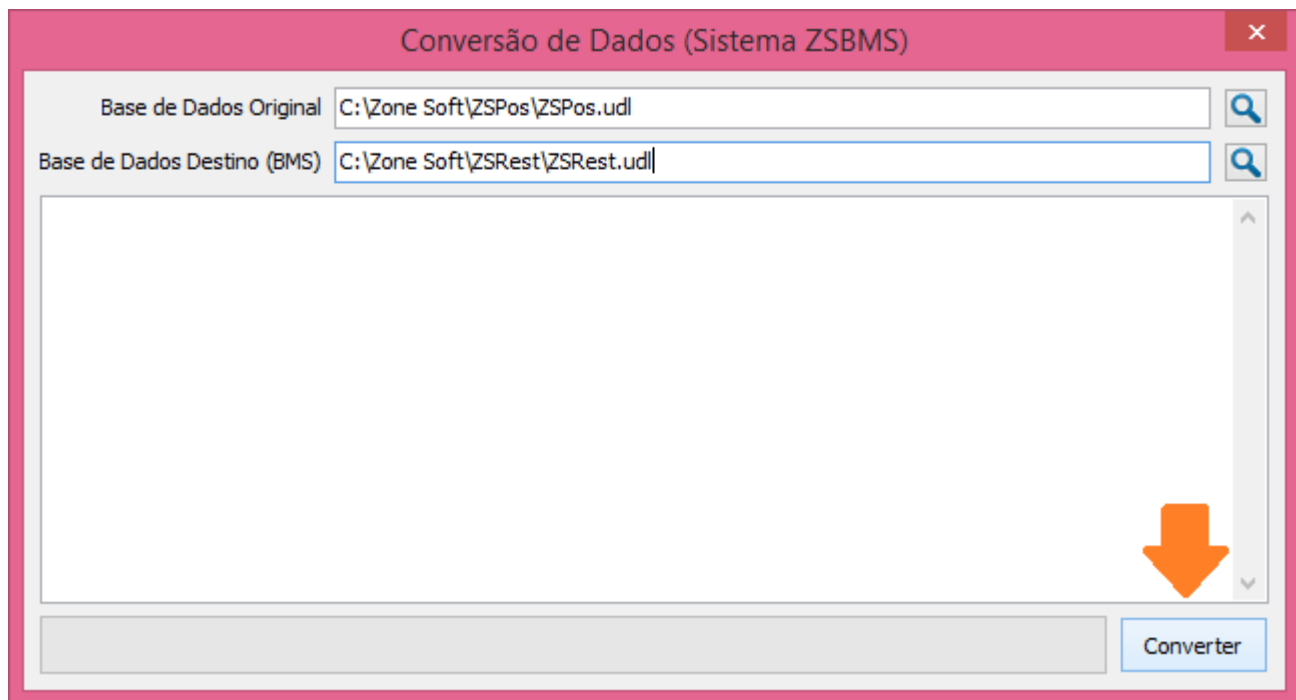 Conversão de Dados (Sistema ZSBMS)
Base de Dados Original C:\Zone Soft\ZSPos\ZSPos.udl
Base de Dados Destino (BMS) C:\Zone Soft\ZSRest\ZSRest.udl
Converter